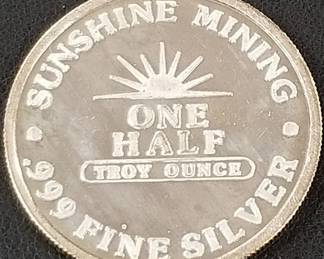 SUNSHINE MINING
ONE
HALF
TROY OUNCE
.999 FINE SILVER